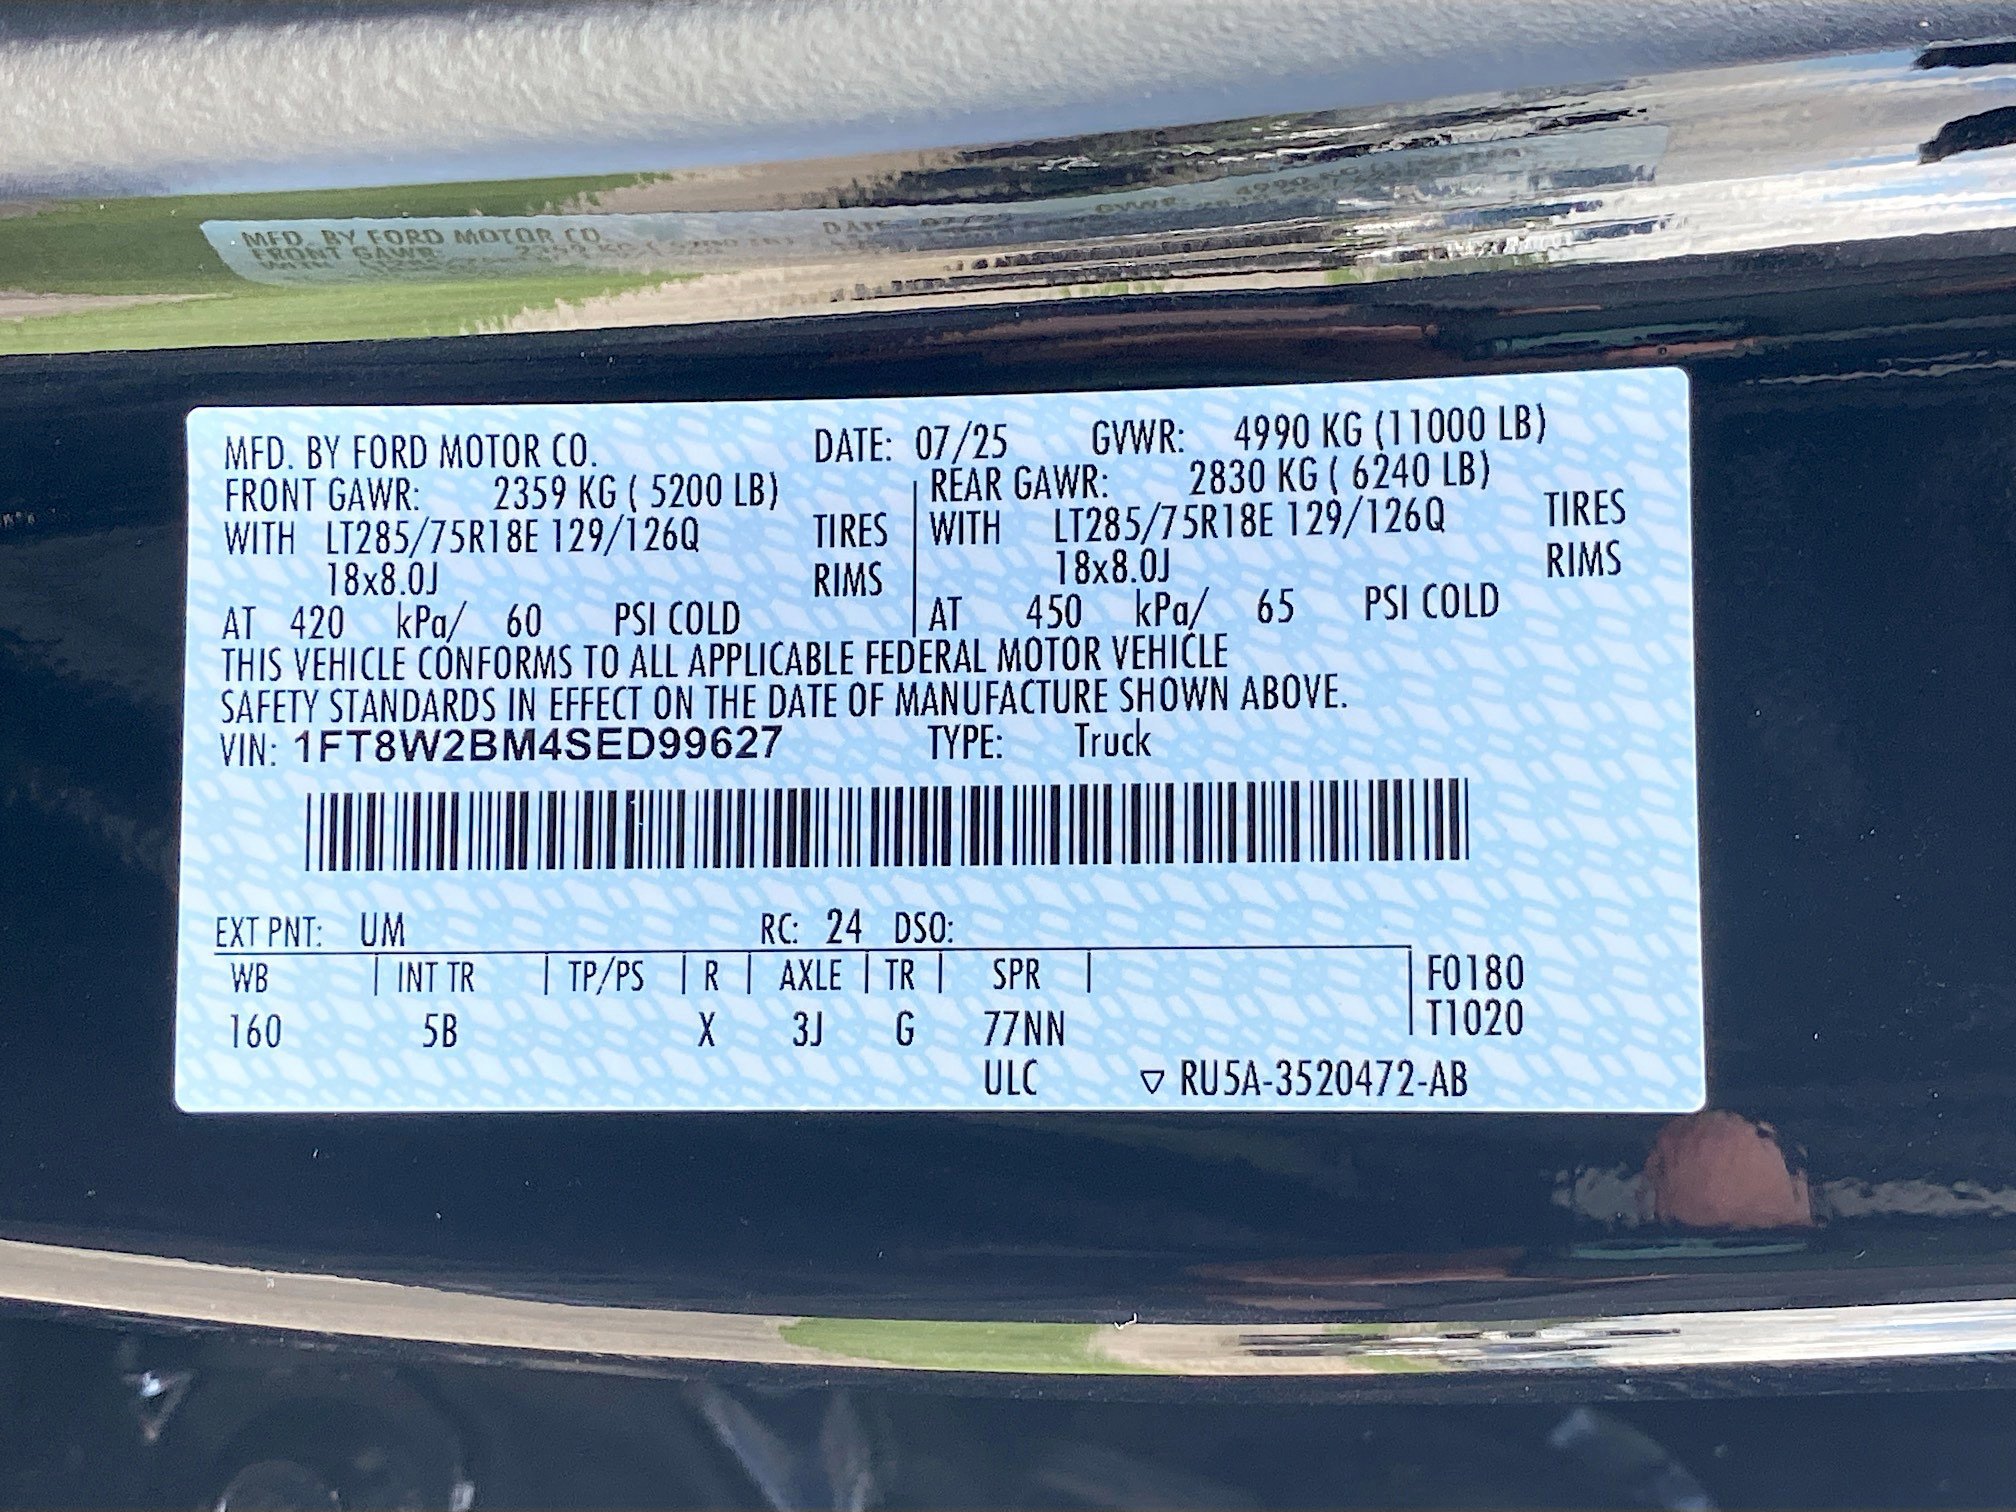 MFD. BY FORD MOTOR CO. DATE: 07/25 GVWR: 4990 KG (11000 LB)
FRONT GAWR: 2359 KG ( 5200 LB) REAR GAWR: 2830 KG ( 6240 LB)
WITH LT285/75R18E 129/126Q TIRES WITH LT285/75R18E 129/126Q TIRES
18x8.0J RIMS 18x8.0J RIMS
AT 420 kPa/ 60 PSI COLD AT 450 kPa/ 65 PSI COLD
THIS VEHICLE CONFORMS TO ALL APPLICABLE FEDERAL MOTOR VEHICLE
SAFETY STANDARDS IN EFFECT ON THE DATE OF MANUFACTURE SHOWN ABOVE.
VIN: 1FT8W2BM4SED99627 TYPE: Truck
EXT PNT: UM RC: 24 DSO:
WB | INT TR | TP/PS | R | AXLE | TR | SPR | F0180
160 5B X 3J G 77NN T1020
ULC ▽ RU5A-3520472-AB